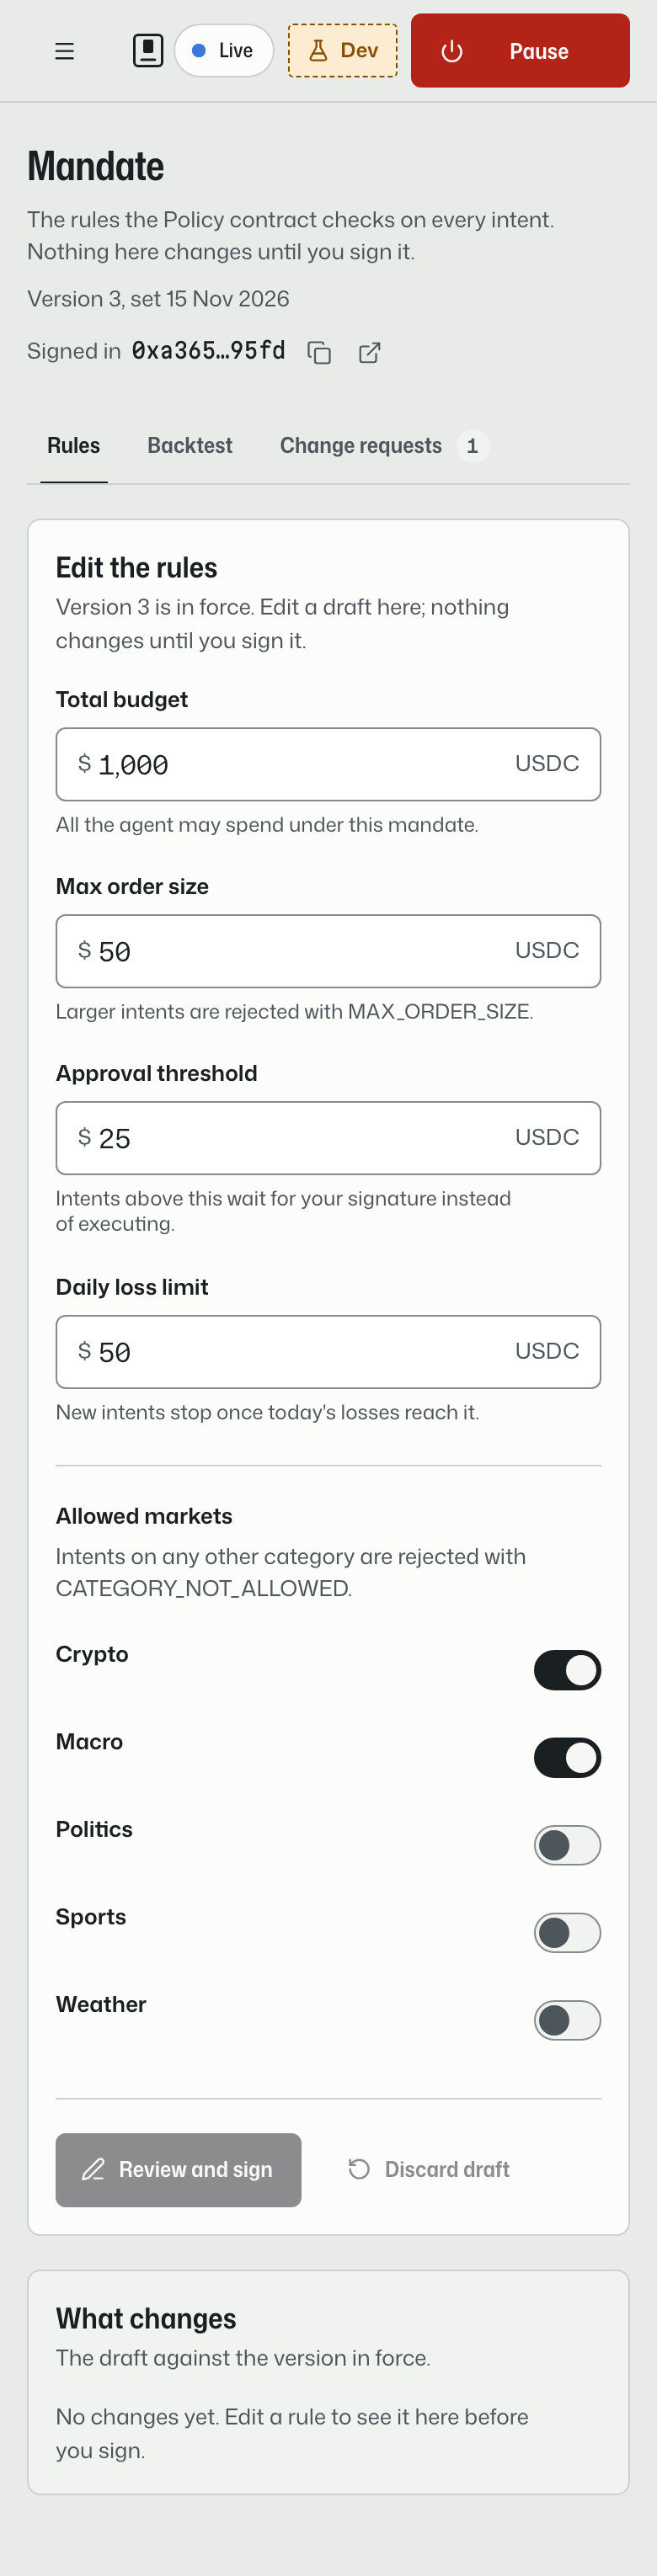 Live
Dev
Pause
Mandate
The rules the Policy contract checks on every intent.
Nothing here changes until you sign it.
Version 3, set 15 Nov 2026
Signed in 0xa365…95fd
Rules
Backtest
Change requests 1
Edit the rules
Version 3 is in force. Edit a draft here; nothing
changes until you sign it.
Total budget
$ 1,000 USDC
All the agent may spend under this mandate.
Max order size
$ 50 USDC
Larger intents are rejected with MAX_ORDER_SIZE.
Approval threshold
$ 25 USDC
Intents above this wait for your signature instead
of executing.
Daily loss limit
$ 50 USDC
New intents stop once today's losses reach it.
Allowed markets
Intents on any other category are rejected with
CATEGORY_NOT_ALLOWED.
Crypto
Macro
Politics
Sports
Weather
Review and sign
Discard draft
What changes
The draft against the version in force.
No changes yet. Edit a rule to see it here before
you sign.